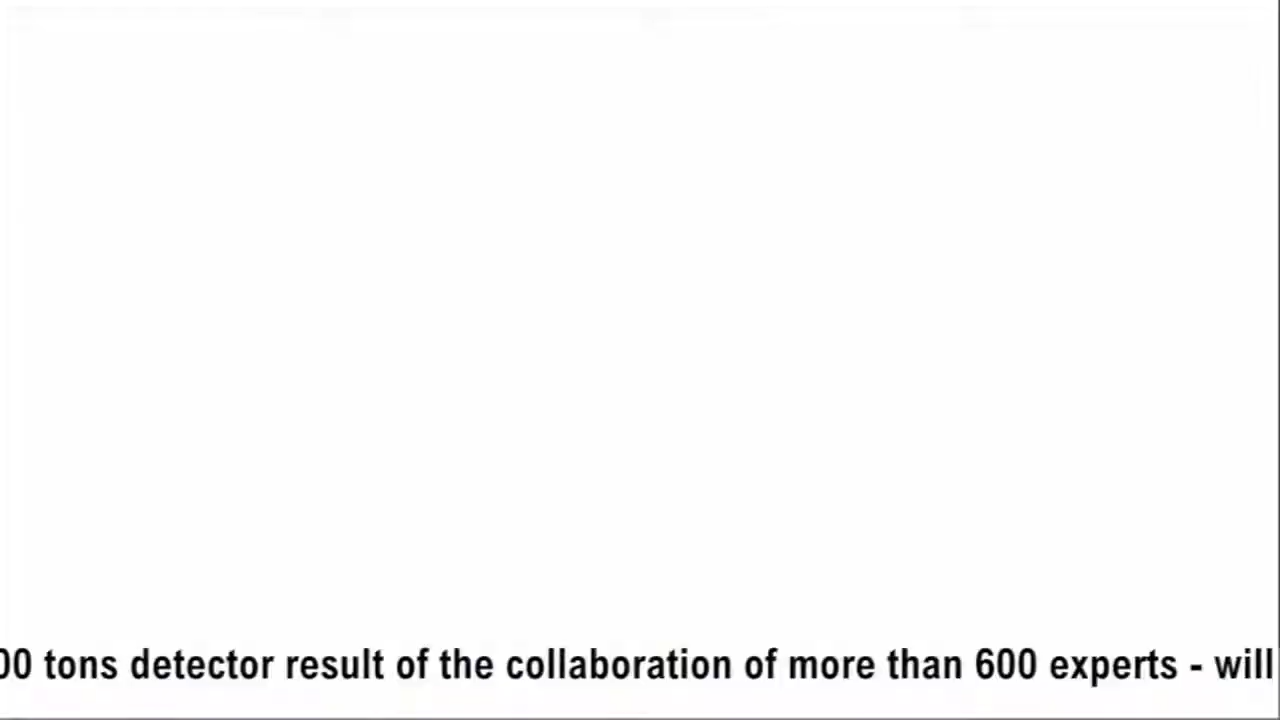 00 tons detector result of the collaboration of more than 600 experts - will